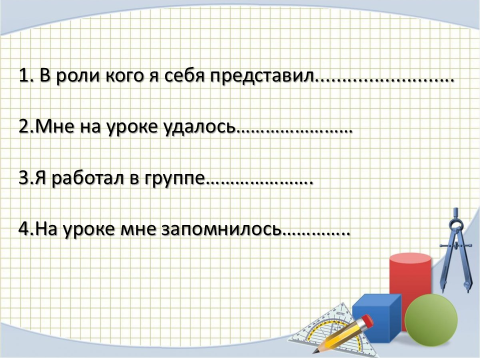 1. В роли кого я себя представил..........................
2.Мне на уроке удалось……………………
3.Я работал в группе………………….
4.На уроке мне запомнилось…………..